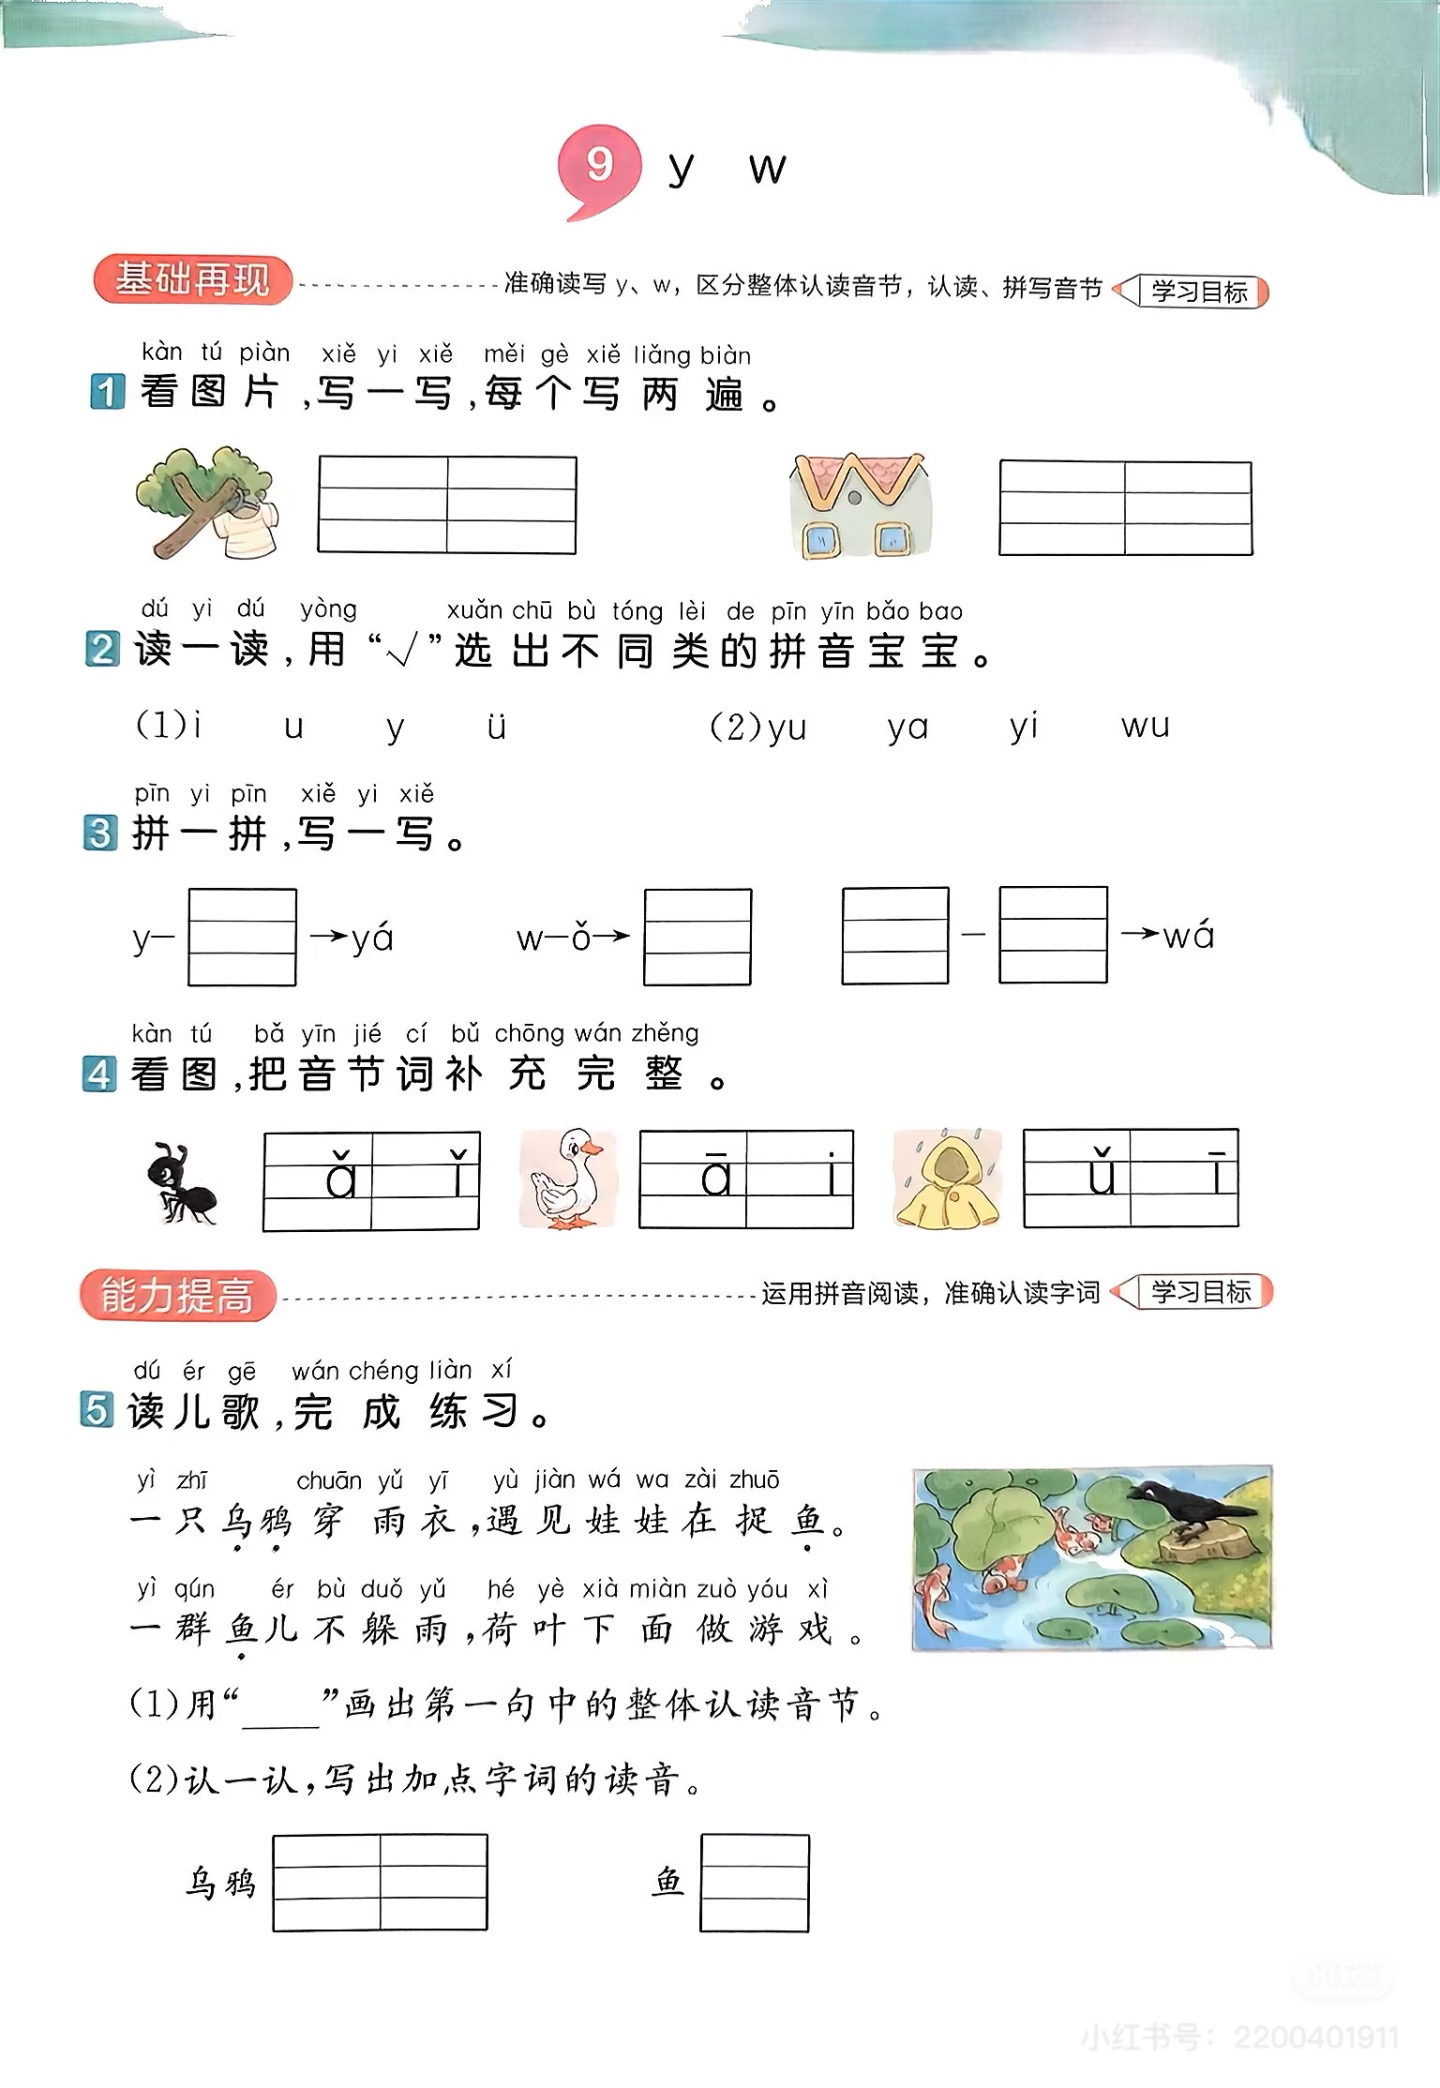 9 y w
基础再现 准确读写 y、w，区分整体认读音节，认读、拼写音节 学习目标
kàn tú piàn xiě yi xiě měi gè xiě liǎng biàn
1 看图片,写一写,每个写两遍。
dú yi dú yòng xuǎn chū bù tóng lèi de pīn yīn bǎo bao
2 读一读,用“√”选出不同类的拼音宝宝。
(1)i u y ü (2)yu ya yi wu
pīn yi pīn xiě yi xiě
3 拼一拼,写一写。
y— →yá w—ǒ→ — →wá
kàn tú bǎ yīn jié cí bǔ chōng wán zhěng
4 看图,把音节词补充完整。
ǎ ǐ ā i ǔ ī
能力提高 运用拼音阅读，准确认读字词 学习目标
dú ér gē wán chéng liàn xí
5 读儿歌,完成练习。
yì zhī chuān yǔ yī yù jiàn wá wa zài zhuō
一只乌鸦穿雨衣,遇见娃娃在捉鱼。
yì qún ér bù duǒ yǔ hé yè xià miàn zuò yóu xì
一群鱼儿不躲雨,荷叶下面做游戏。
(1)用“____”画出第一句中的整体认读音节。
(2)认一认,写出加点字词的读音。
乌鸦 鱼
小红书
小红书号：2200401911